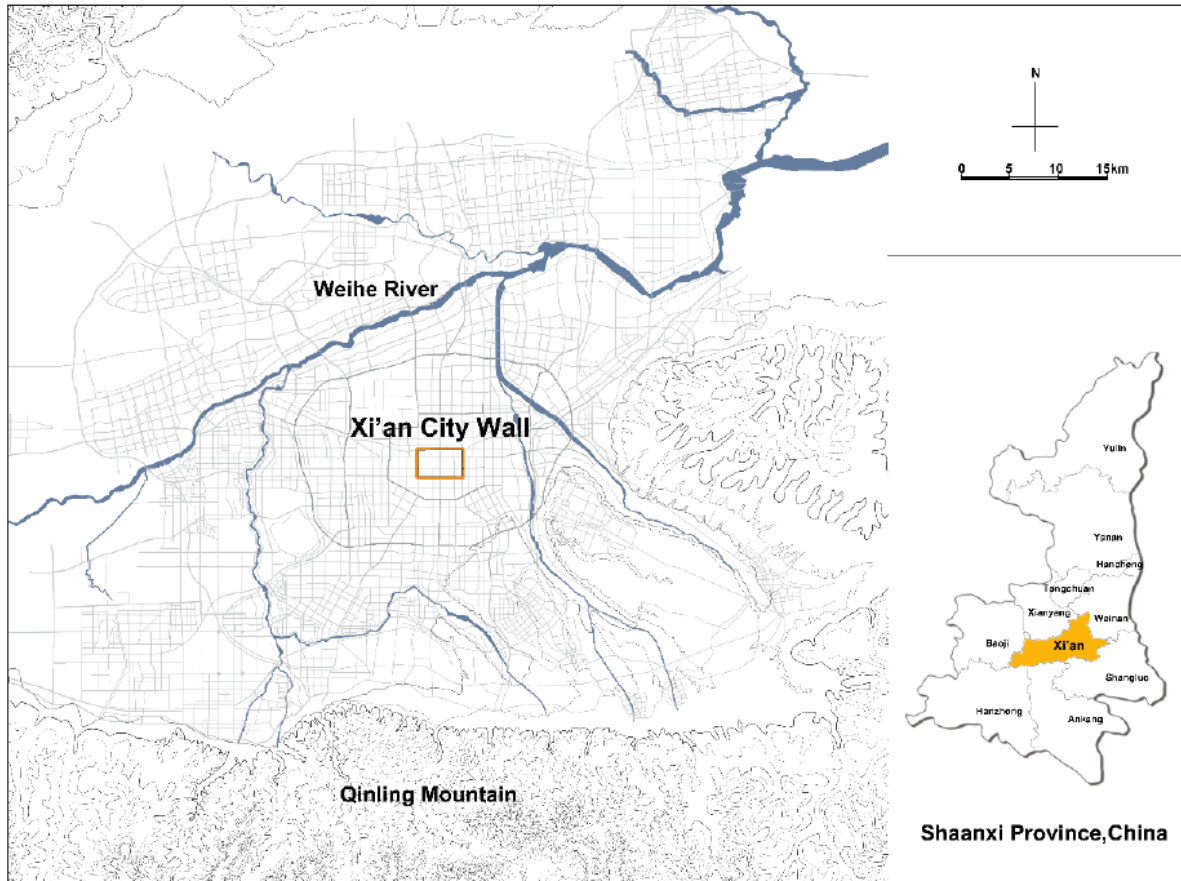 N
0 5 10 15km
Weihe River
Xi'an City Wall
Qinling Mountain
Yulin
Yanan
Hancheng
Tongchuan
Xianyang
Weinan
Baoji
Xi'an
Shangluo
Hanzhong
Ankang
Shaanxi Province,China